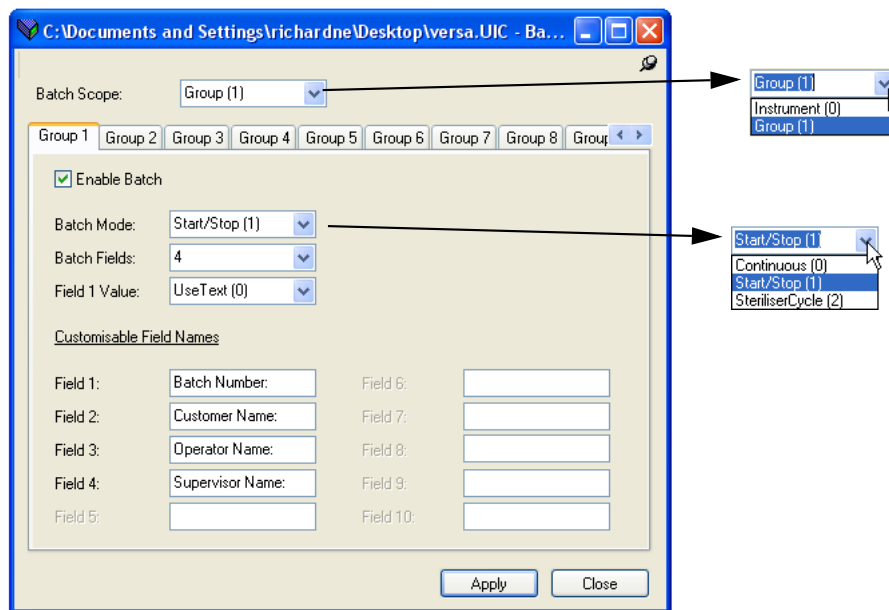 C:\Documents and Settings\richardne\Desktop\versa.UIC - Ba...
Batch Scope: Group (1)
Group (1)
Instrument (0)
Group (1)
Group 1 Group 2 Group 3 Group 4 Group 5 Group 6 Group 7 Group 8 Group
Enable Batch
Batch Mode: Start/Stop (1)
Batch Fields: 4
Field 1 Value: UseText (0)
Start/Stop (1)
Continuous (0)
Start/Stop (1)
SteriliserCycle (2)
Customisable Field Names
Field 1: Batch Number: Field 6:
Field 2: Customer Name: Field 7:
Field 3: Operator Name: Field 8:
Field 4: Supervisor Name: Field 9:
Field 5: Field 10:
Apply Close